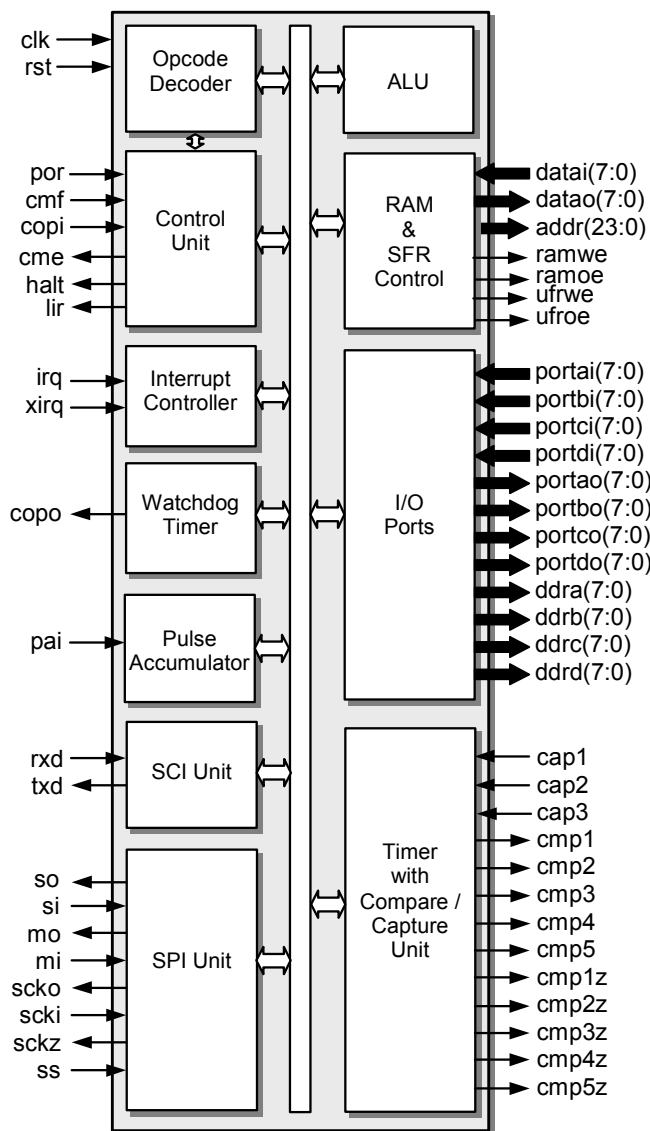 clk
rst
Opcode
Decoder
ALU
por
cmf
copi
cme
halt
lir
Control
Unit
RAM
&
SFR
Control
datai(7:0)
datao(7:0)
addr(23:0)
ramwe
ramoe
ufrwe
ufroe
irq
xirq
Interrupt
Controller
copo
Watchdog
Timer
pai
Pulse
Accumulator
I/O
Ports
portai(7:0)
portbi(7:0)
portci(7:0)
portdi(7:0)
portao(7:0)
portbo(7:0)
portco(7:0)
portdo(7:0)
ddra(7:0)
ddrb(7:0)
ddrc(7:0)
ddrd(7:0)
rxd
txd
SCI Unit
so
si
mo
mi
scko
scki
sckz
ss
SPI Unit
Timer
with
Compare /
Capture
Unit
cap1
cap2
cap3
cmp1
cmp2
cmp3
cmp4
cmp5
cmp1z
cmp2z
cmp3z
cmp4z
cmp5z